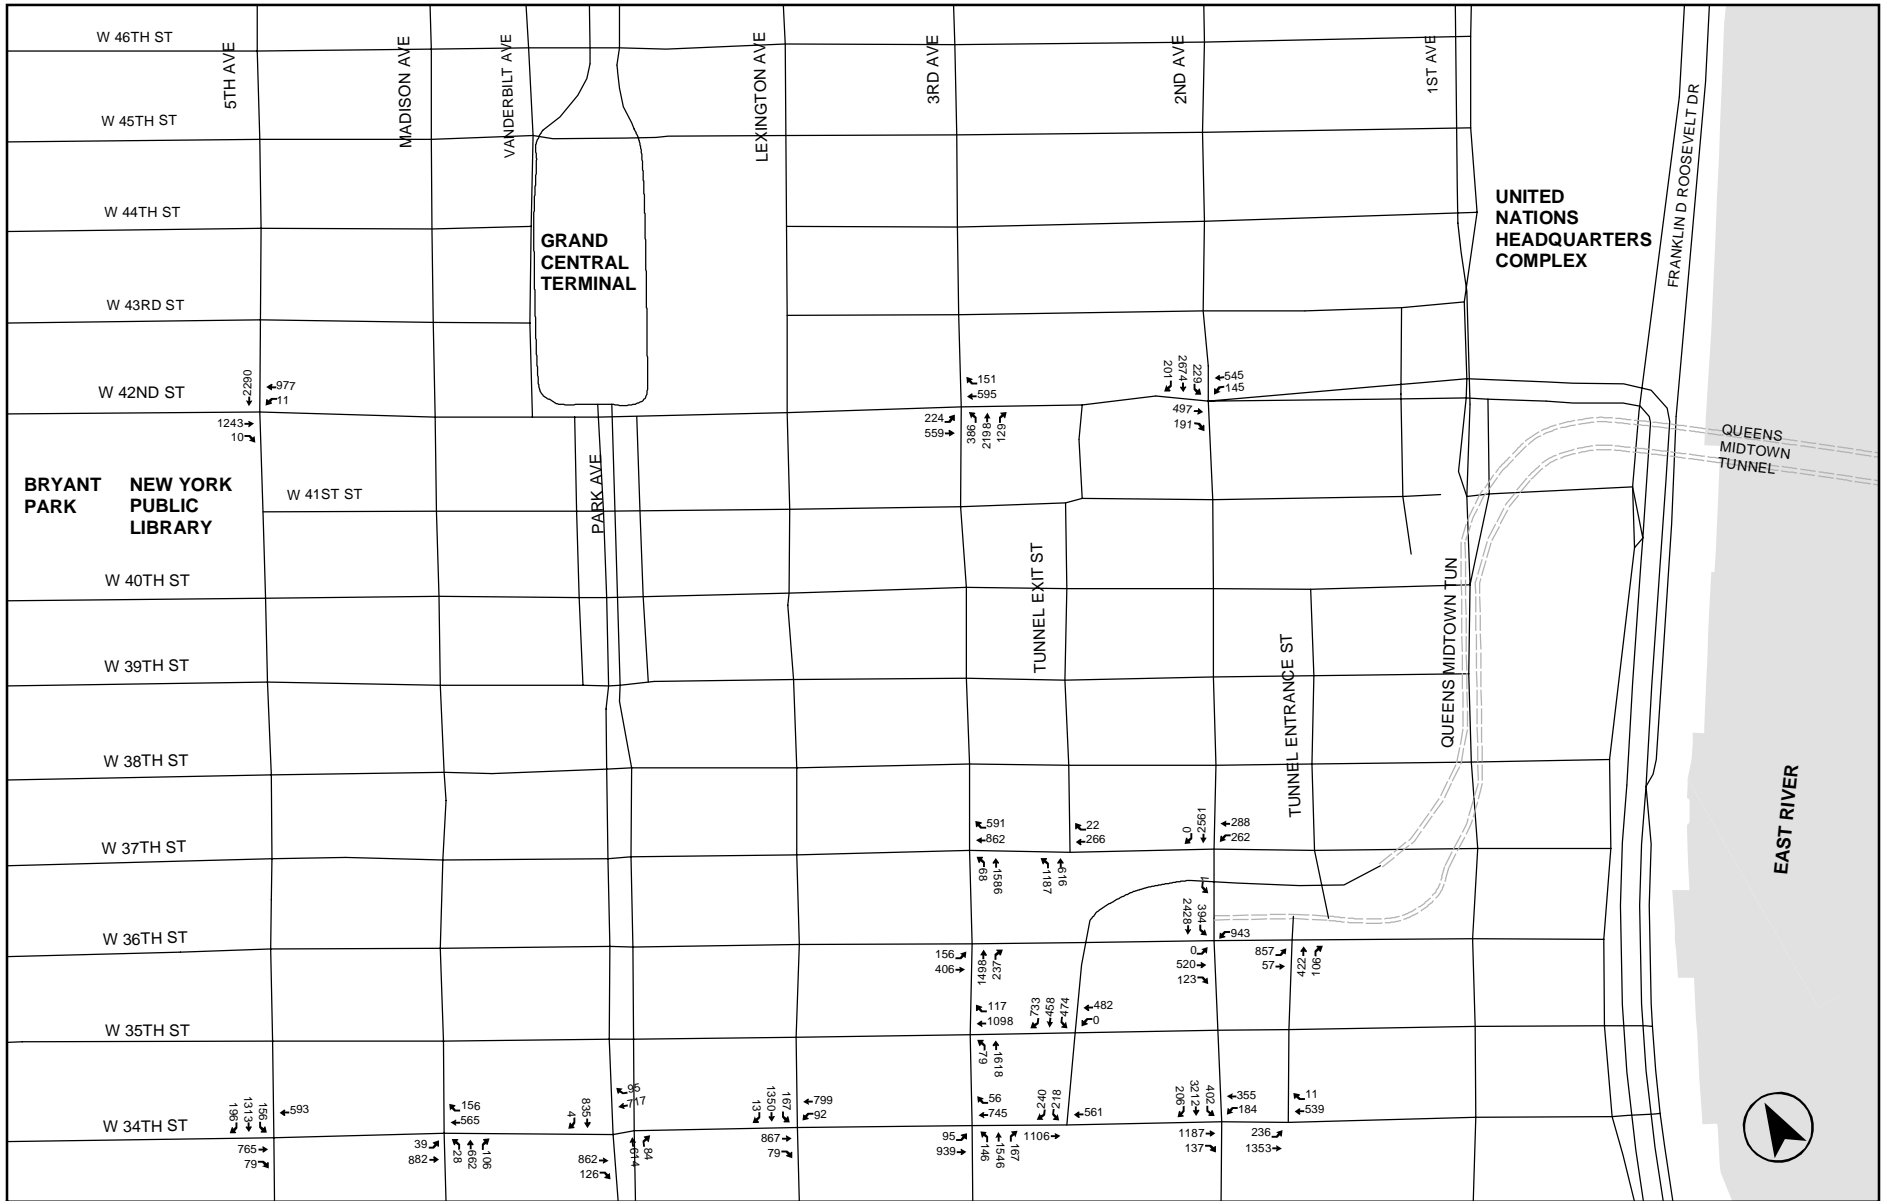 W 46TH ST
5TH AVE
MADISON AVE
VANDERBILT AVE
LEXINGTON AVE
3RD AVE
2ND AVE
1ST AVE
FRANKLIN D ROOSEVELT DR
W 45TH ST
W 44TH ST
UNITED
NATIONS
HEADQUARTERS
COMPLEX
GRAND
CENTRAL
TERMINAL
W 43RD ST
W 42ND ST
2290
977
11
1243
10
151
595
224
559
386
2198
129
201
2674
229
545
145
497
191
QUEENS
MIDTOWN
TUNNEL
BRYANT
PARK
NEW YORK
PUBLIC
LIBRARY
W 41ST ST
PARK AVE
W 40TH ST
TUNNEL EXIT ST
TUNNEL ENTRANCE ST
QUEENS MIDTOWN TUN
W 39TH ST
W 38TH ST
EAST RIVER
W 37TH ST
591
862
68
1586
22
266
1187
916
0
2561
288
262
W 36TH ST
1
2428
394
943
156
406
1498
237
0
520
123
857
57
422
106
W 35TH ST
117
1098
79
1618
733
458
474
482
0
W 34TH ST
196
1313
156
593
765
79
156
565
39
882
28
662
106
4
835
95
717
862
126
614
84
13
1350
167
799
92
867
79
56
745
95
939
146
1546
167
240
218
561
1106
206
3212
402
355
184
1187
137
11
539
236
1353